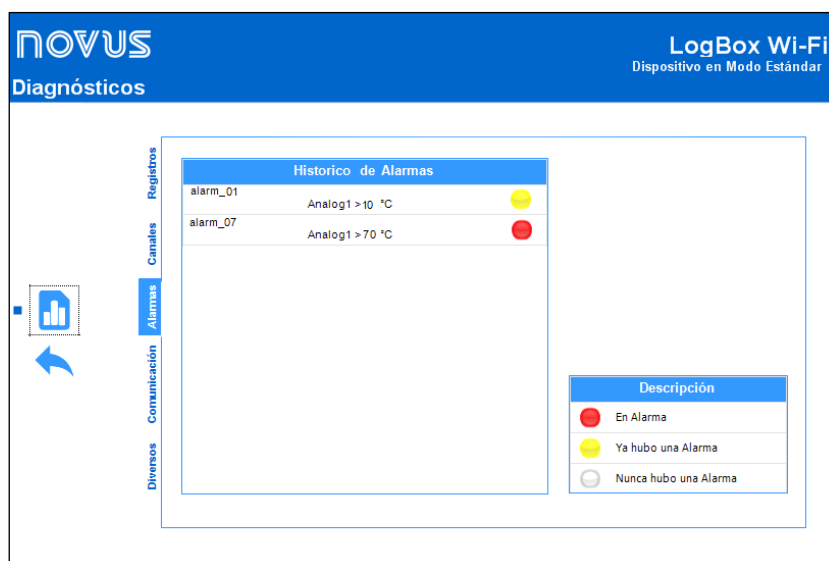 NOVUS
LogBox Wi-Fi
Dispositivo en Modo Estándar
Diagnósticos
Registros
Canales
Alarmas
Comunicación
Diversos
Historico de Alarmas
alarm_01
Analog1 >10 °C
alarm_07
Analog1 >70 °C
Descripción
En Alarma
Ya hubo una Alarma
Nunca hubo una Alarma